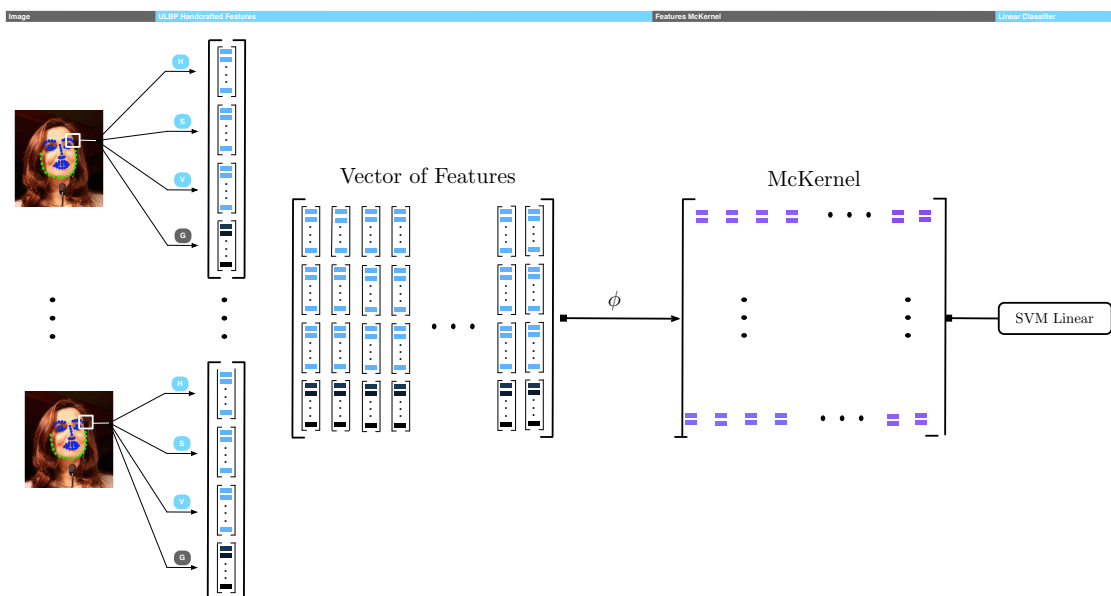 Image
ULBP Handcrafted Features
Features McKernel
Linear Classifier
H
S
V
G
Vector of Features
McKernel
ϕ
SVM Linear
H
S
V
G